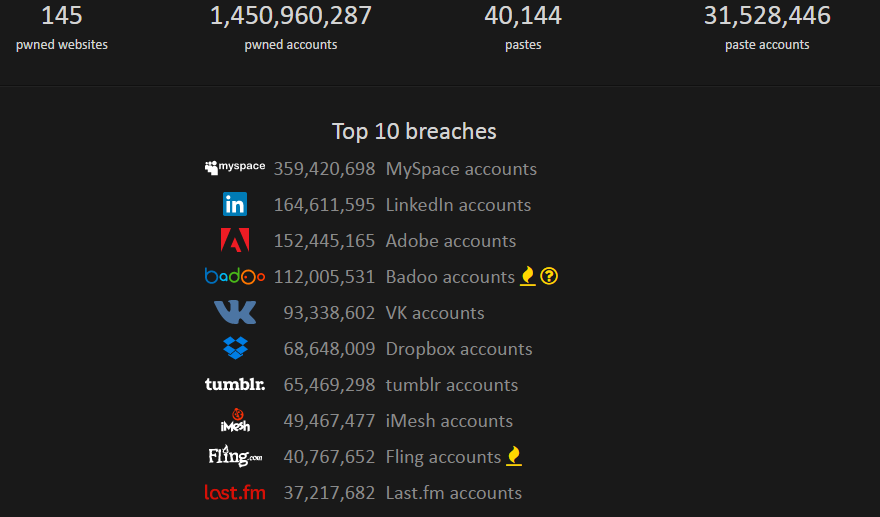 145 1,450,960,287 40,144 31,528,446
pwned websites pwned accounts pastes paste accounts
Top 10 breaches
myspace 359,420,698 MySpace accounts
in 164,611,595 LinkedIn accounts
152,445,165 Adobe accounts
badoo 112,005,531 Badoo accounts ?
VK 93,338,602 VK accounts
68,648,009 Dropbox accounts
tumblr. 65,469,298 tumblr accounts
iMesh 49,467,477 iMesh accounts
Fling.com 40,767,652 Fling accounts
last.fm 37,217,682 Last.fm accounts